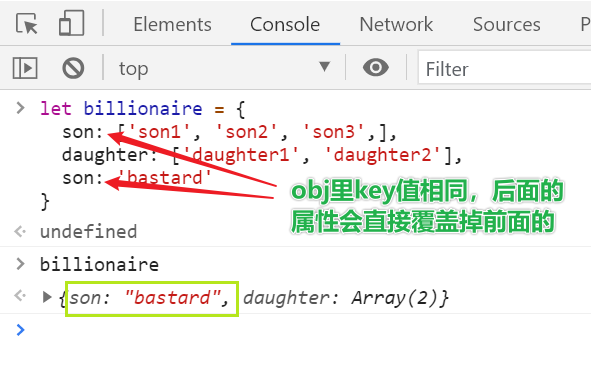 Elements Console Network Sources P
top Filter
let billionaire = {
son: ['son1', 'son2', 'son3',],
daughter: ['daughter1', 'daughter2'],
son: 'bastard'
}
obj里key值相同，后面的
属性会直接覆盖掉前面的
undefined
billionaire
{son: "bastard", daughter: Array(2)}